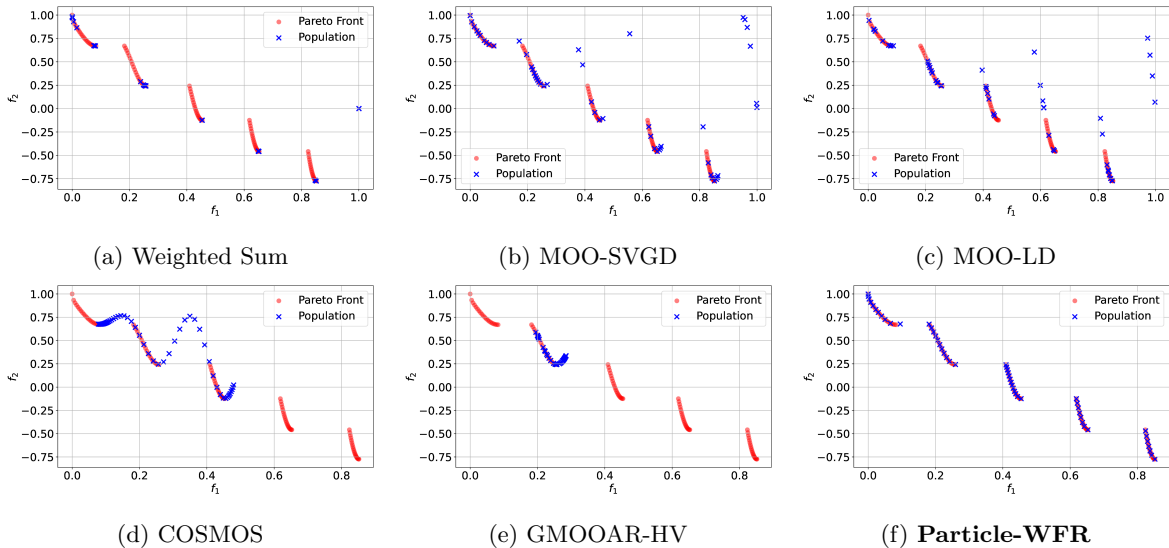 1.00
0.75
0.50
0.25
0.00
−0.25
−0.50
−0.75
f₂
0.0 0.2 0.4 0.6 0.8 1.0
f₁
Pareto Front
Population
(a) Weighted Sum
1.00
0.75
0.50
0.25
0.00
−0.25
−0.50
−0.75
f₂
0.0 0.2 0.4 0.6 0.8 1.0
f₁
Pareto Front
Population
(b) MOO-SVGD
1.00
0.75
0.50
0.25
0.00
−0.25
−0.50
−0.75
f₂
0.0 0.2 0.4 0.6 0.8 1.0
f₁
Pareto Front
Population
(c) MOO-LD
1.00
0.75
0.50
0.25
0.00
−0.25
−0.50
−0.75
f₂
0.0 0.2 0.4 0.6 0.8
f₁
Pareto Front
Population
(d) COSMOS
1.00
0.75
0.50
0.25
0.00
−0.25
−0.50
−0.75
f₂
0.0 0.2 0.4 0.6 0.8
f₁
Pareto Front
Population
(e) GMOOAR-HV
1.00
0.75
0.50
0.25
0.00
−0.25
−0.50
−0.75
f₂
0.0 0.2 0.4 0.6 0.8
f₁
Pareto Front
Population
(f) Particle-WFR